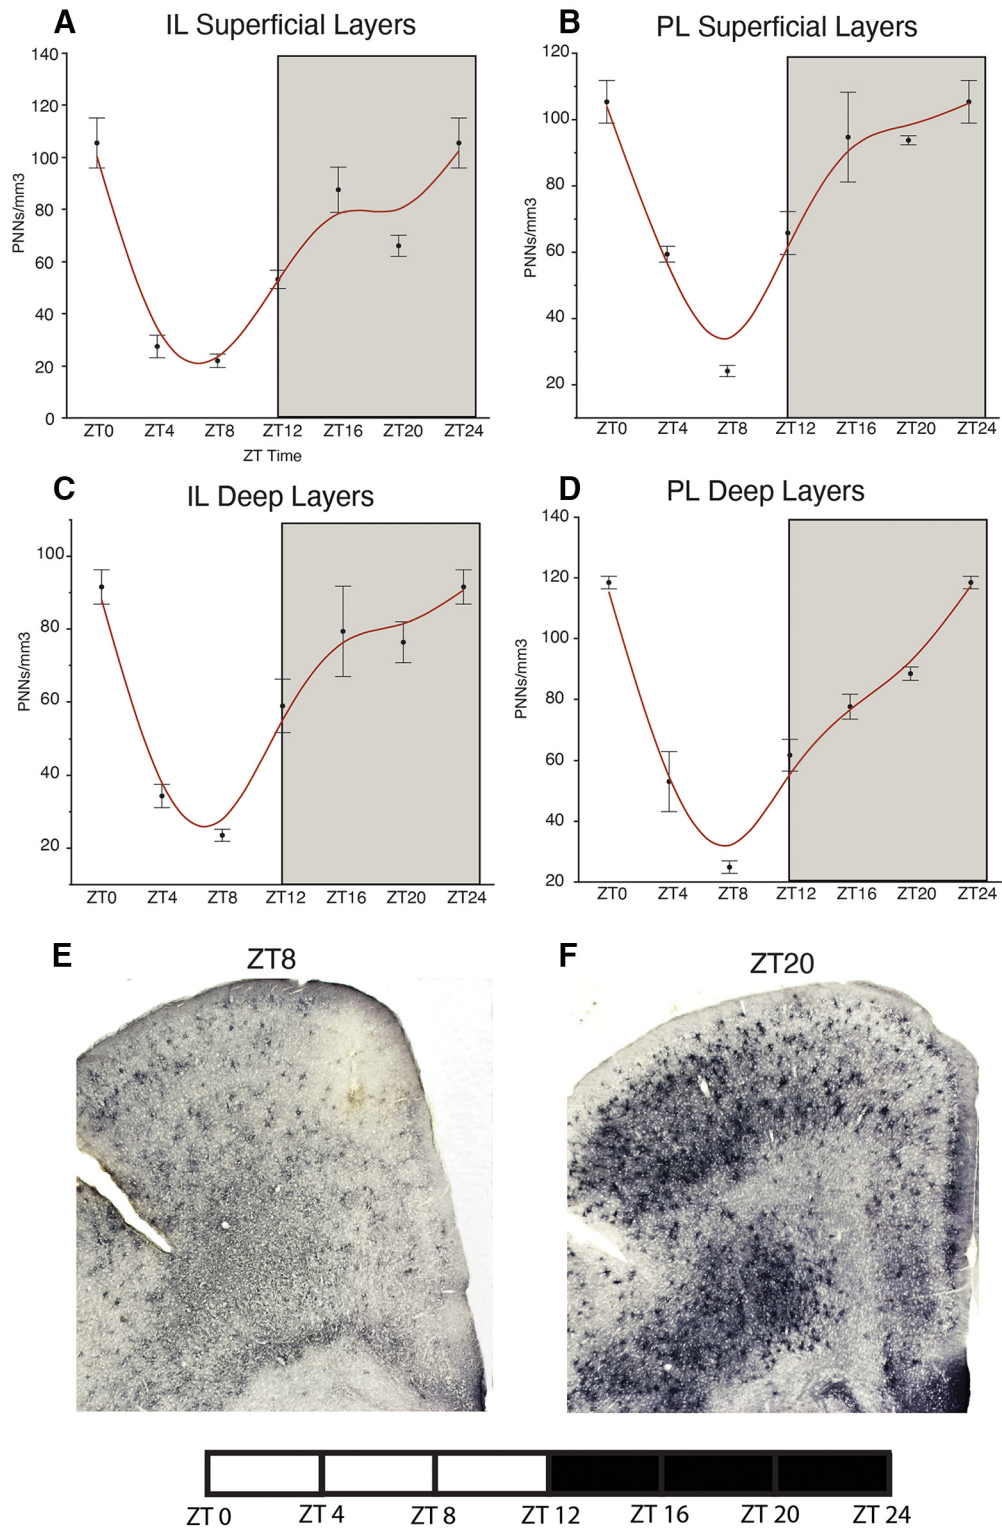 A
IL Superficial Layers
140
120
100
80
60
40
20
0
PNNs/mm3
ZT0 ZT4 ZT8 ZT12 ZT16 ZT20 ZT24
ZT Time
B
PL Superficial Layers
120
100
80
60
40
20
PNNs/mm3
ZT0 ZT4 ZT8 ZT12 ZT16 ZT20 ZT24
C
IL Deep Layers
100
80
60
40
20
PNNs/mm3
ZT0 ZT4 ZT8 ZT12 ZT16 ZT20 ZT24
D
PL Deep Layers
140
120
100
80
60
40
20
PNNs/mm3
ZT0 ZT4 ZT8 ZT12 ZT16 ZT20 ZT24
E
ZT8
F
ZT20
ZT 0 ZT 4 ZT 8 ZT 12 ZT 16 ZT 20 ZT 24